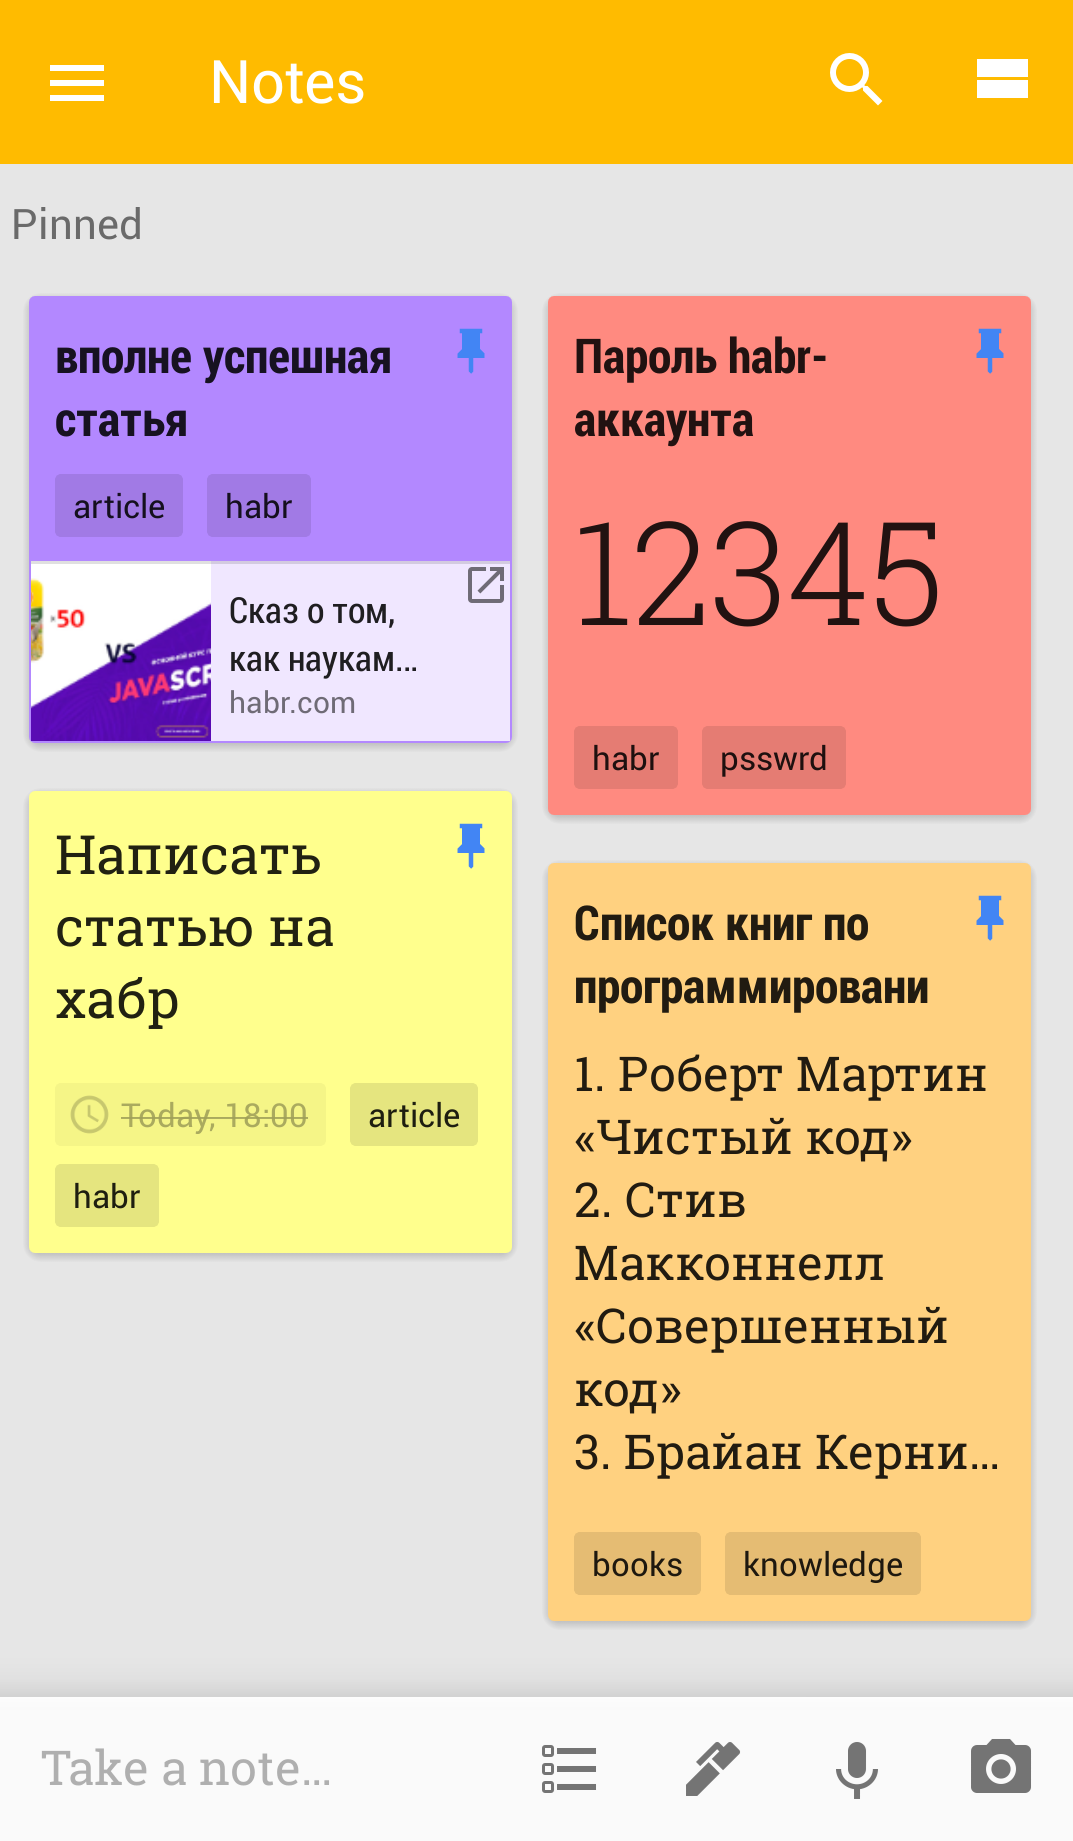 Notes
Pinned
вполне успешная
статья
article habr
×50
VS
JAVASCR
Сказ о том,
как наукам...
habr.com
Написать
статью на
хабр
Today, 18:00 article
habr
Пароль habr-
аккаунта
12345
habr psswrd
Список книг по
программировани
1. Роберт Мартин
«Чистый код»
2. Стив
Макконнелл
«Совершенный
код»
3. Брайан Керни...
books knowledge
Take a note...